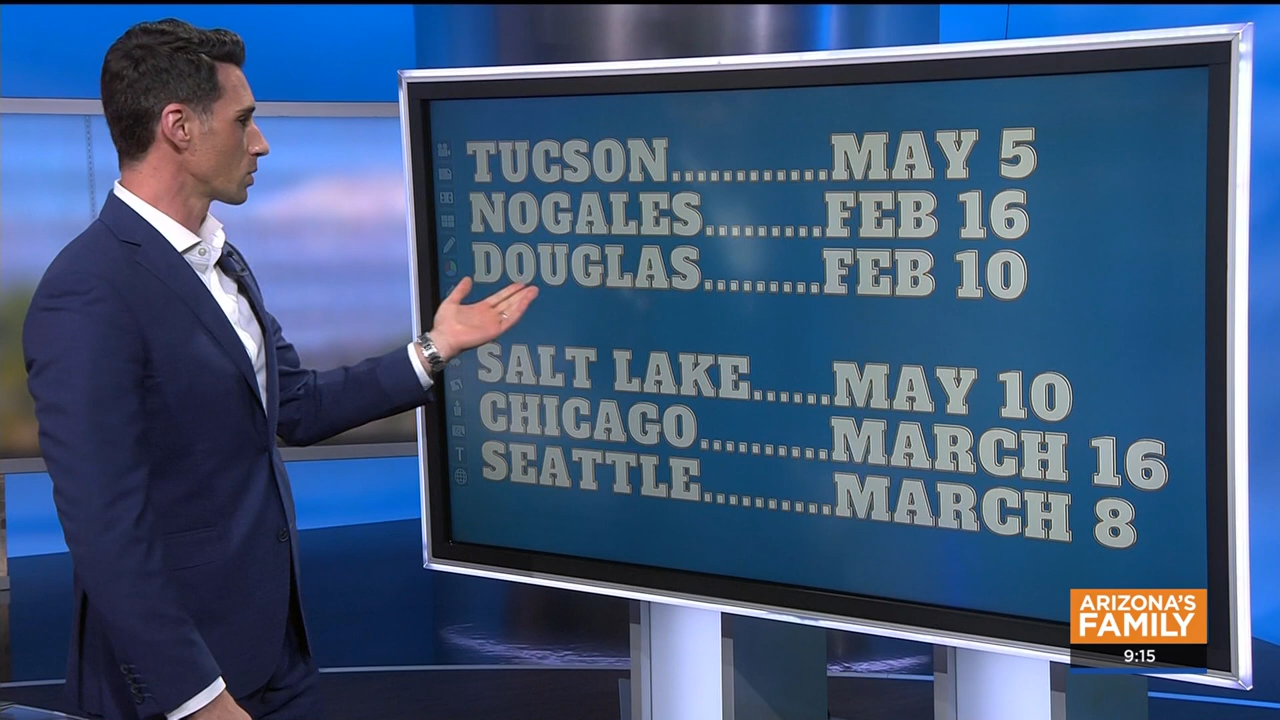 TUCSON...........MAY 5
NOGALES.........FEB 16
DOUGLAS.........FEB 10
SALT LAKE......MAY 10
CHICAGO..........MARCH 16
SEATTLE..........MARCH 8
T
ARIZONA'S
FAMILY
9:15